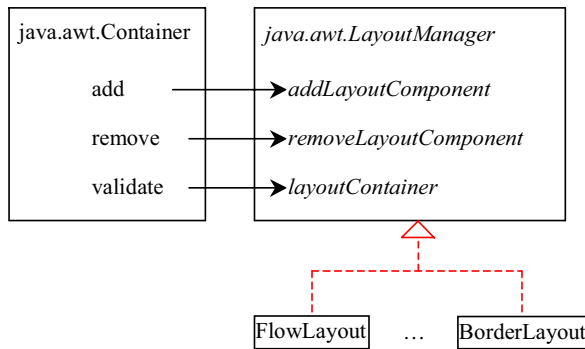 java.awt.Container
java.awt.LayoutManager
add
addLayoutComponent
remove
removeLayoutComponent
validate
layoutContainer
FlowLayout
...
BorderLayout